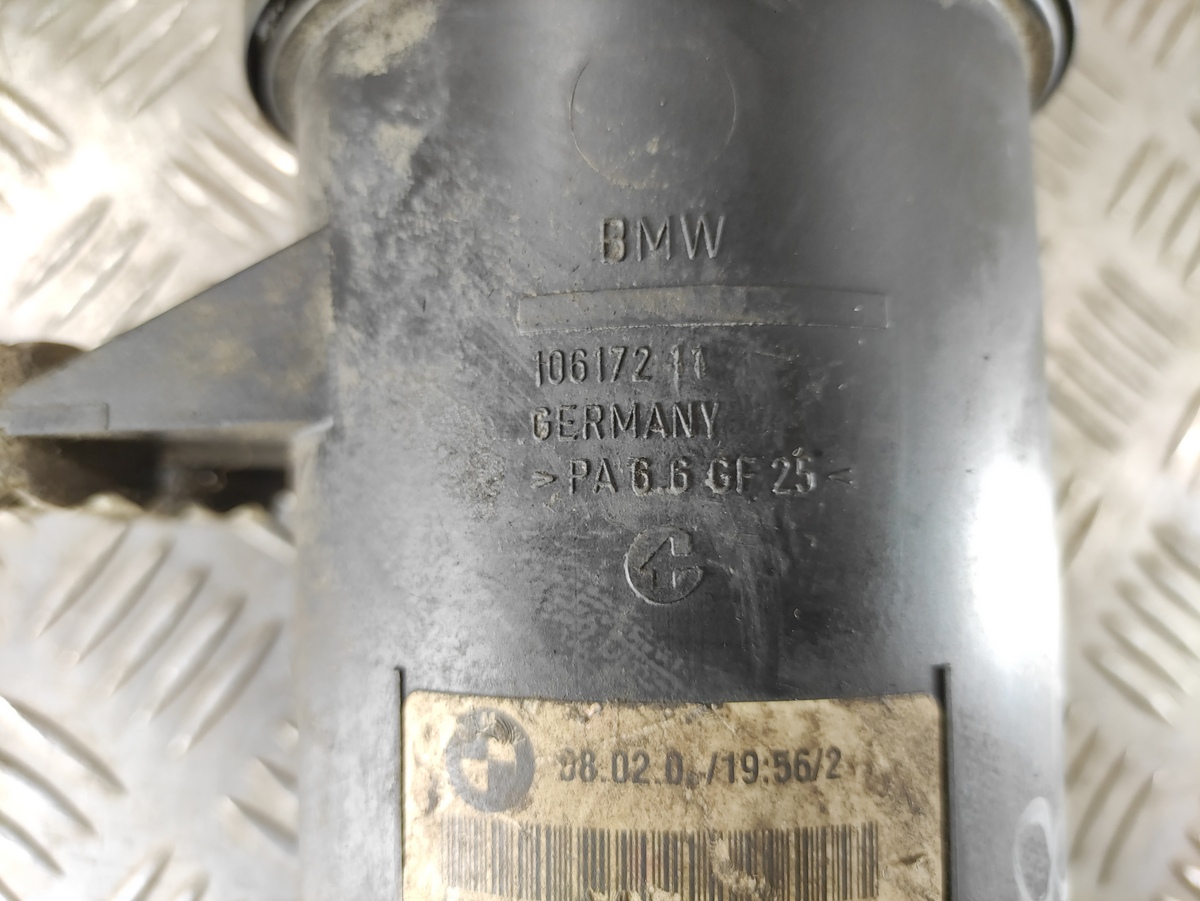 BMW
106172 11
GERMANY
>PA 6.6 GF 25<